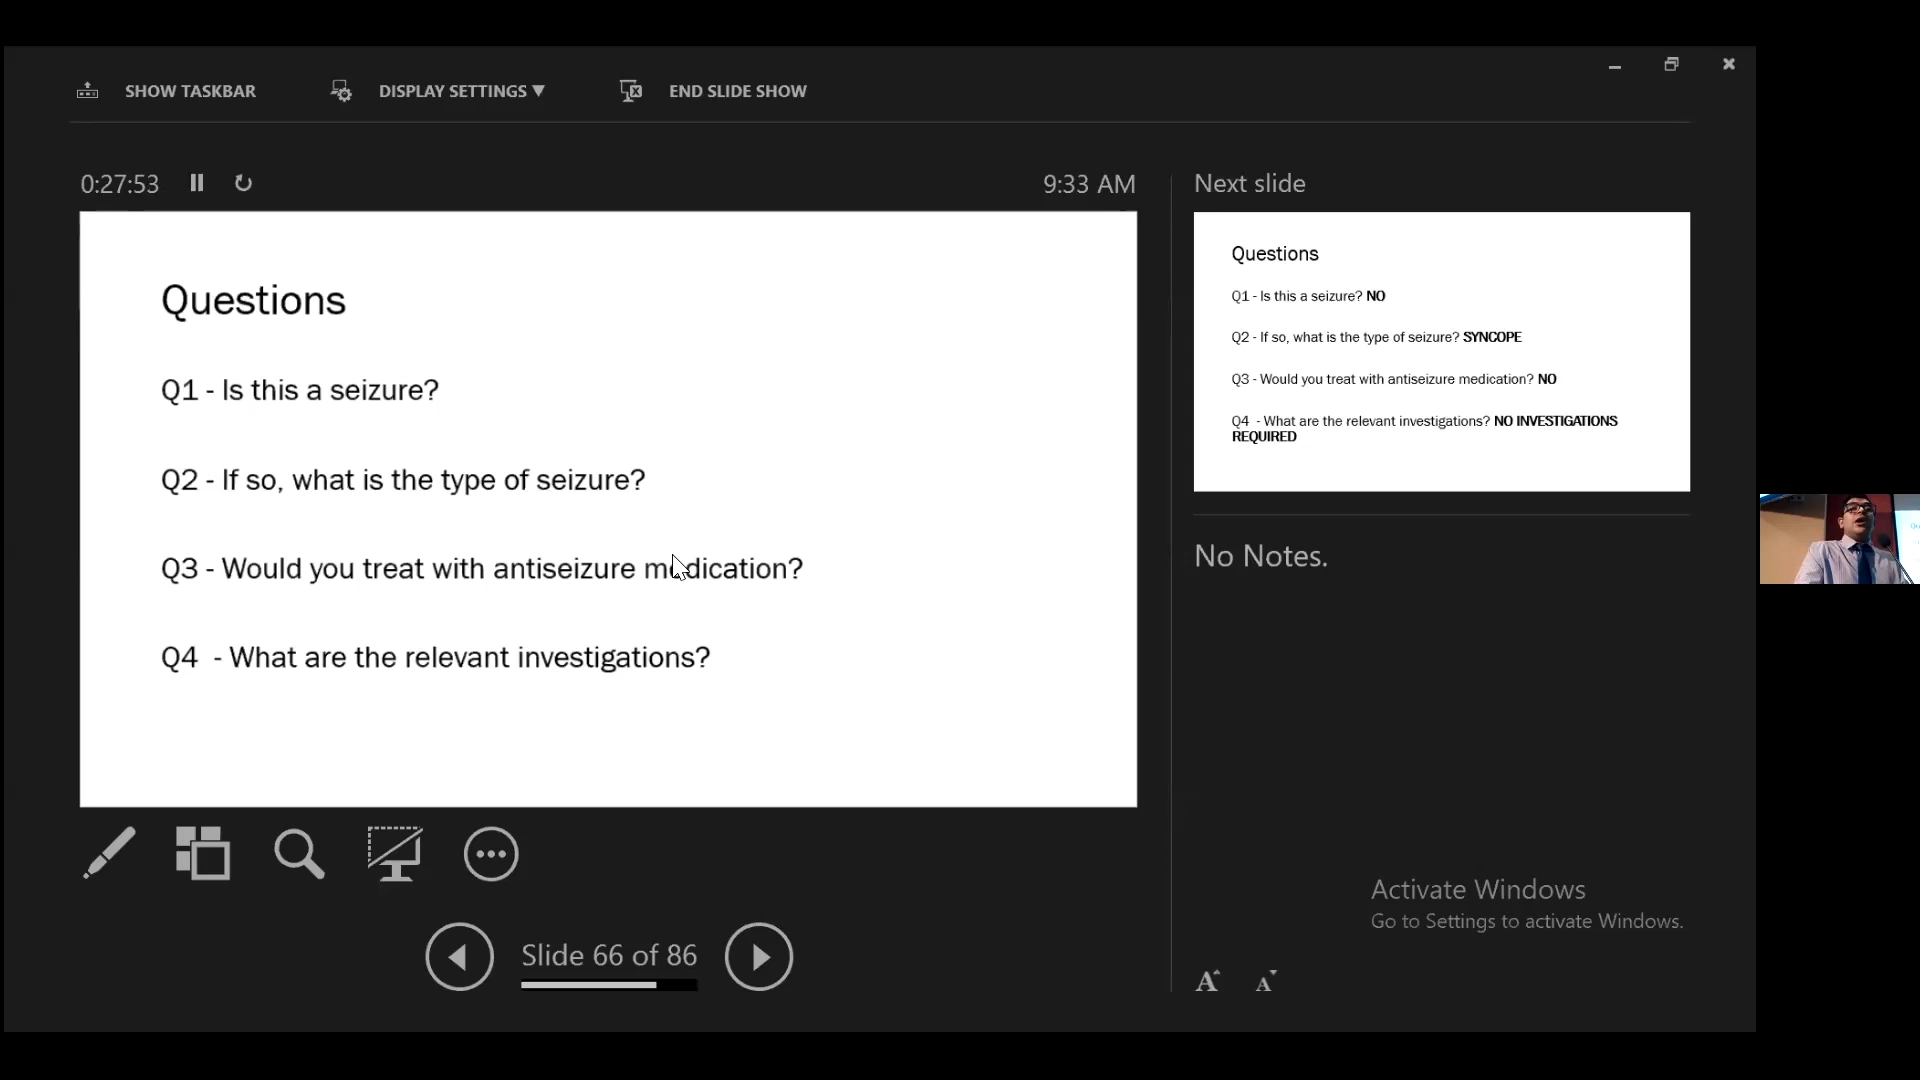 SHOW TASKBAR
DISPLAY SETTINGS ▼
END SLIDE SHOW
0:27:53
9:33 AM
Questions
Q1 - Is this a seizure?
Q2 - If so, what is the type of seizure?
Q3 - Would you treat with antiseizure medication?
Q4 - What are the relevant investigations?
Slide 66 of 86
Next slide
Questions
Q1 - Is this a seizure? NO
Q2 - If so, what is the type of seizure? SYNCOPE
Q3 - Would you treat with antiseizure medication? NO
Q4 - What are the relevant investigations? NO INVESTIGATIONS
REQUIRED
No Notes.
Activate Windows
Go to Settings to activate Windows.
A A